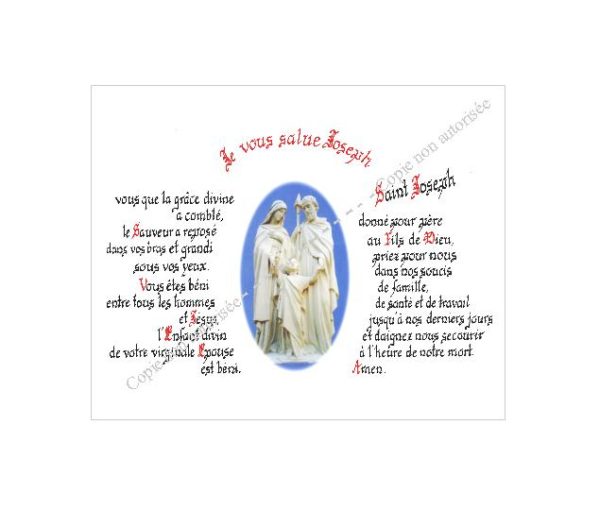 Je vous salue Joseph
vous que la grâce divine
a comblé,
le Sauveur a reposé
dans vos bras et grandi
sous vos yeux.
Vous êtes béni
entre tous les hommes
et Jésus,
l'Enfant divin
de votre virginale Epouse
est béni.
Saint Joseph
donné pour père
au Fils de Dieu,
priez pour nous
dans nos soucis
de famille,
de santé et de travail
jusqu'à nos derniers jours
et daignez nous secourir
à l'heure de notre mort.
Amen.
Copie non autorisée - - - - - Copie non autorisée